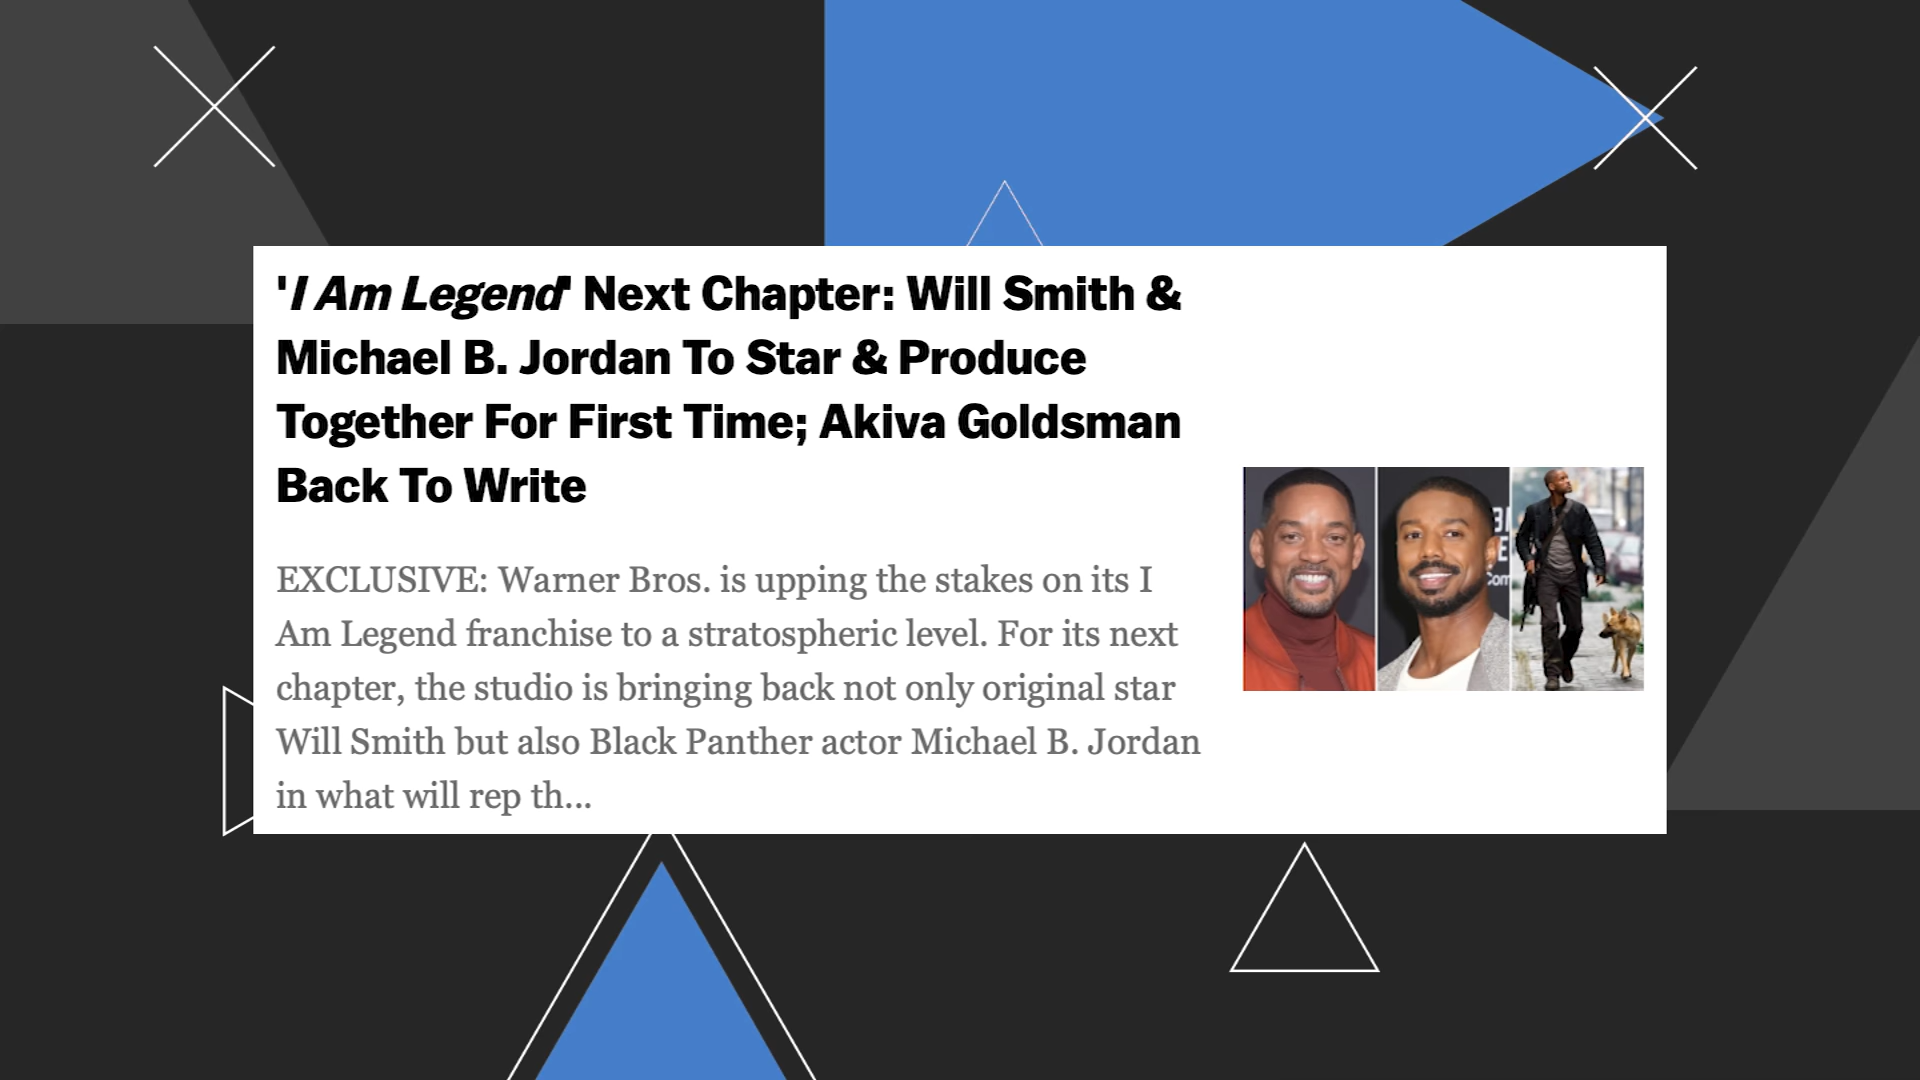 'I Am Legend' Next Chapter: Will Smith &
Michael B. Jordan To Star & Produce
Together For First Time; Akiva Goldsman
Back To Write
EXCLUSIVE: Warner Bros. is upping the stakes on its I
Am Legend franchise to a stratospheric level. For its next
chapter, the studio is bringing back not only original star
Will Smith but also Black Panther actor Michael B. Jordan
in what will rep th...